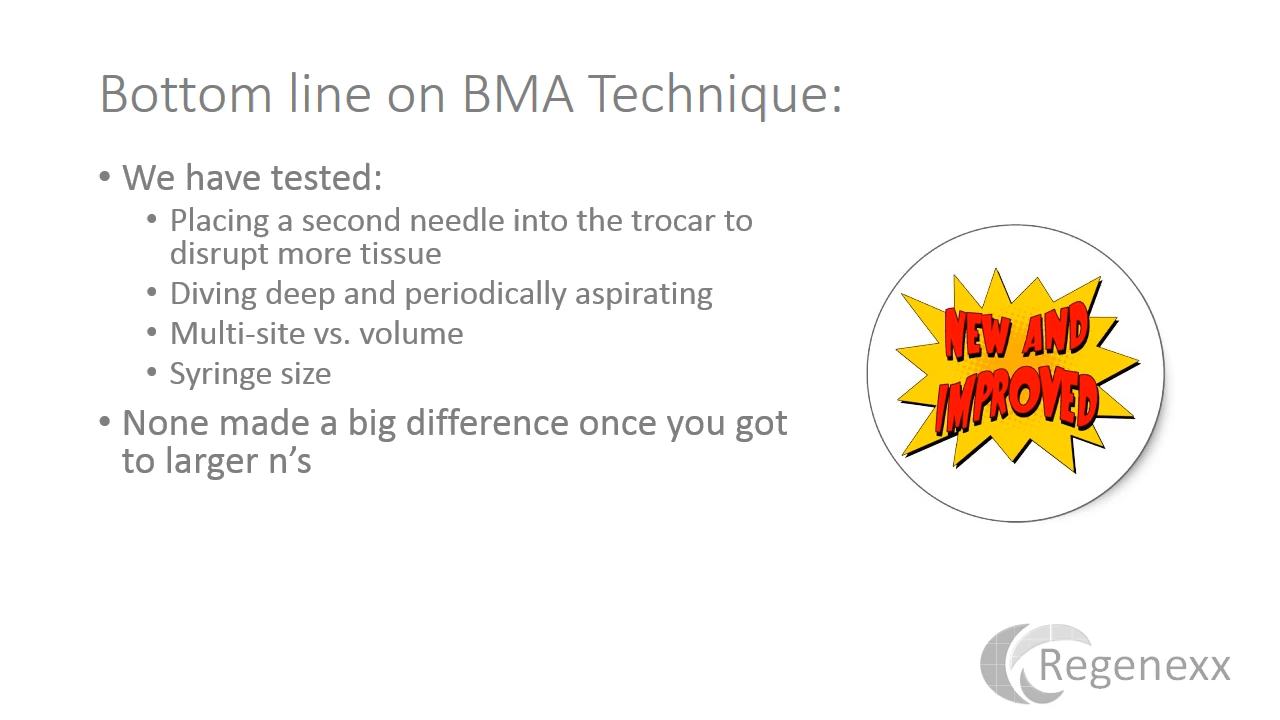 Bottom line on BMA Technique:
• We have tested:
• Placing a second needle into the trocar to
disrupt more tissue
• Diving deep and periodically aspirating
• Multi-site vs. volume
• Syringe size
• None made a big difference once you got
to larger n’s
NEW AND
IMPROVED
Regenexx